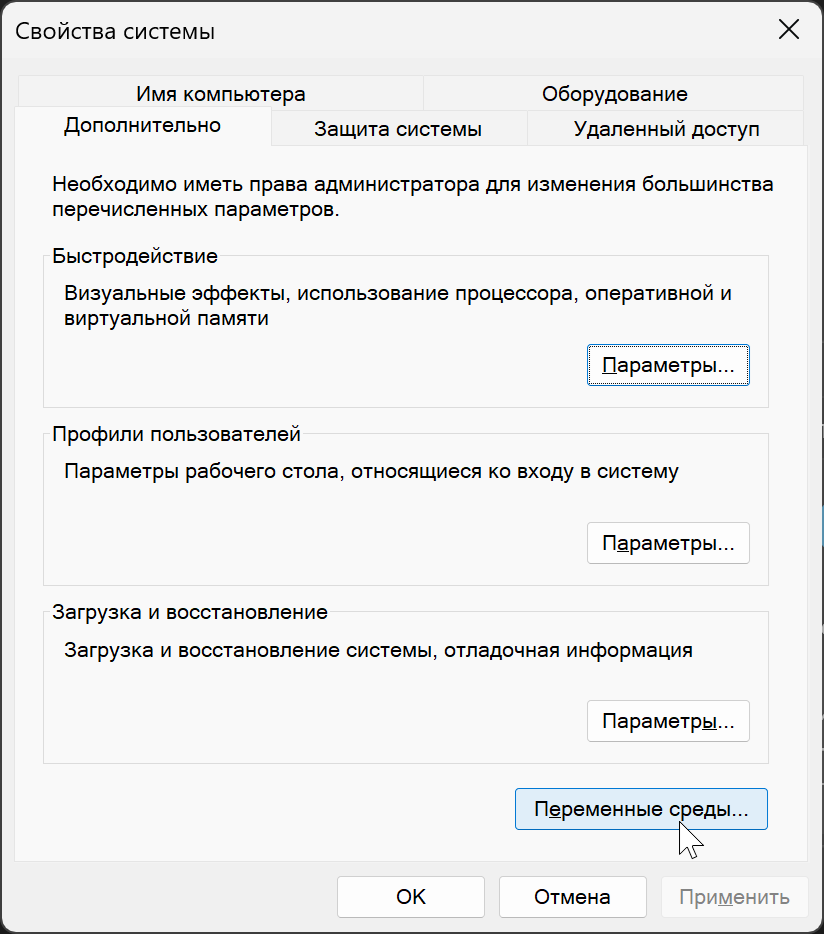 Свойства системы
Имя компьютера
Оборудование
Дополнительно
Защита системы
Удаленный доступ
Необходимо иметь права администратора для изменения большинства
перечисленных параметров.
Быстродействие
Визуальные эффекты, использование процессора, оперативной и
виртуальной памяти
Параметры...
Профили пользователей
Параметры рабочего стола, относящиеся ко входу в систему
Параметры...
Загрузка и восстановление
Загрузка и восстановление системы, отладочная информация
Параметры...
Переменные среды...
ОК
Отмена
Применить